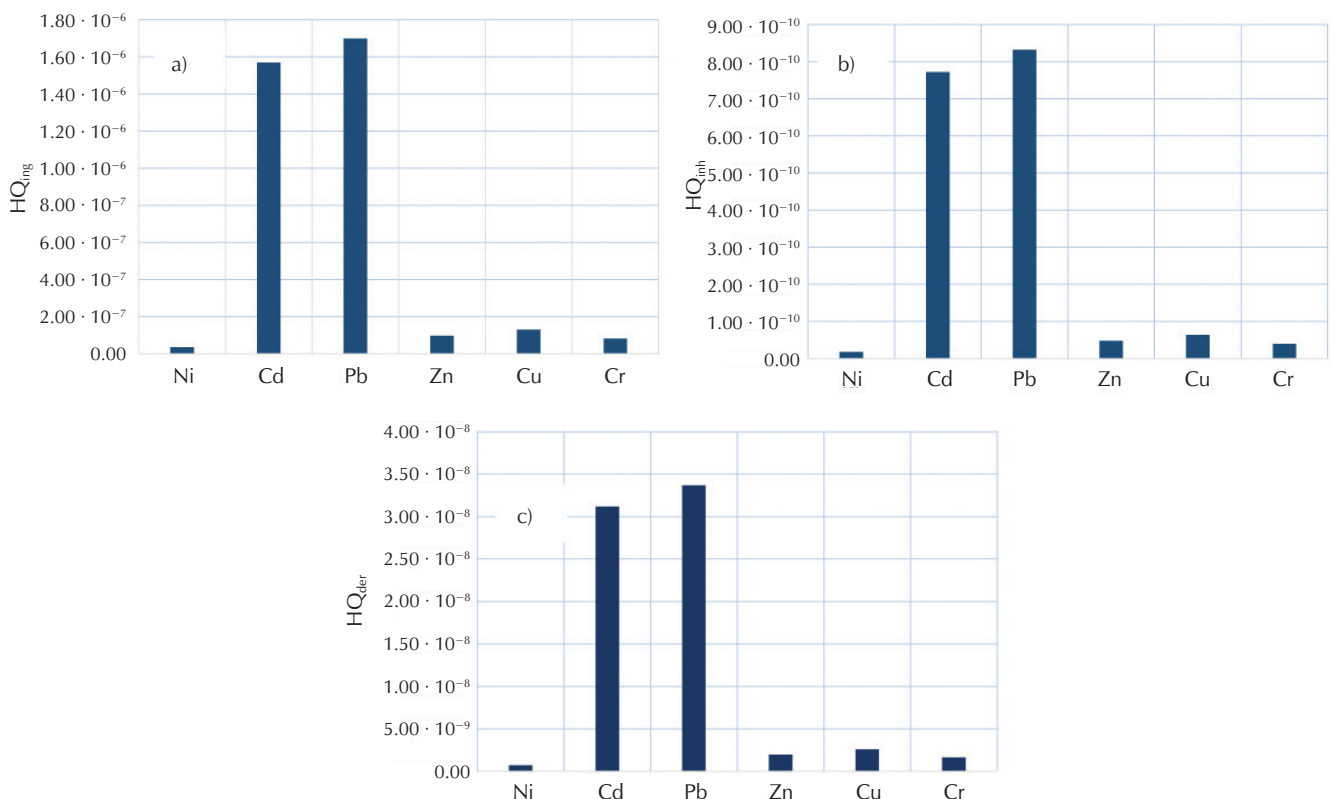 a)
HQing
1.80 · 10⁻⁶
1.60 · 10⁻⁶
1.40 · 10⁻⁶
1.20 · 10⁻⁶
1.00 · 10⁻⁶
8.00 · 10⁻⁷
6.00 · 10⁻⁷
4.00 · 10⁻⁷
2.00 · 10⁻⁷
0.00
Ni Cd Pb Zn Cu Cr
b)
HQinh
9.00 · 10⁻¹⁰
8.00 · 10⁻¹⁰
7.00 · 10⁻¹⁰
6.00 · 10⁻¹⁰
5.00 · 10⁻¹⁰
4.00 · 10⁻¹⁰
3.00 · 10⁻¹⁰
2.00 · 10⁻¹⁰
1.00 · 10⁻¹⁰
0.00
Ni Cd Pb Zn Cu Cr
c)
HQder
4.00 · 10⁻⁸
3.50 · 10⁻⁸
3.00 · 10⁻⁸
2.50 · 10⁻⁸
2.00 · 10⁻⁸
1.50 · 10⁻⁸
1.00 · 10⁻⁸
5.00 · 10⁻⁹
0.00
Ni Cd Pb Zn Cu Cr